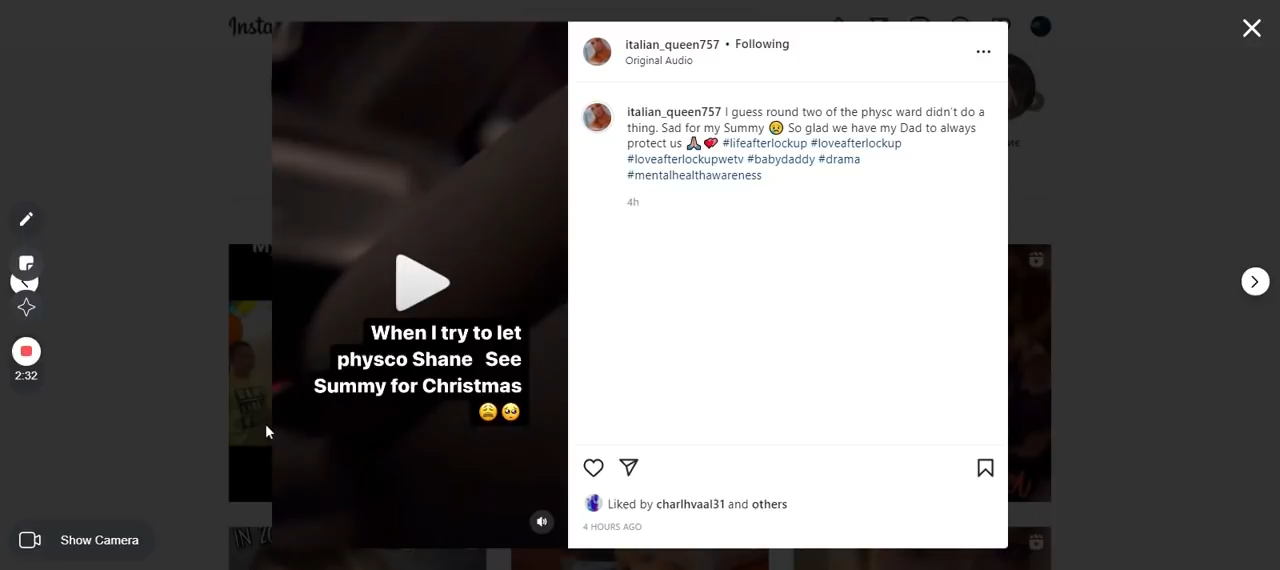 Insta
italian_queen757 • Following
Original Audio
italian_queen757 I guess round two of the physc ward didn't do a
thing. Sad for my Summy 😥 So glad we have my Dad to always
protect us 🙏🏽 ❤️ #lifeafterlockup #loveafterlockup
#loveafterlockupwetv #babydaddy #drama
#mentalhealthawareness
4h
When I try to let
physco Shane See
Summy for Christmas
😩 🥺
2:32
Liked by charlhvaal31 and others
4 HOURS AGO
Show Camera